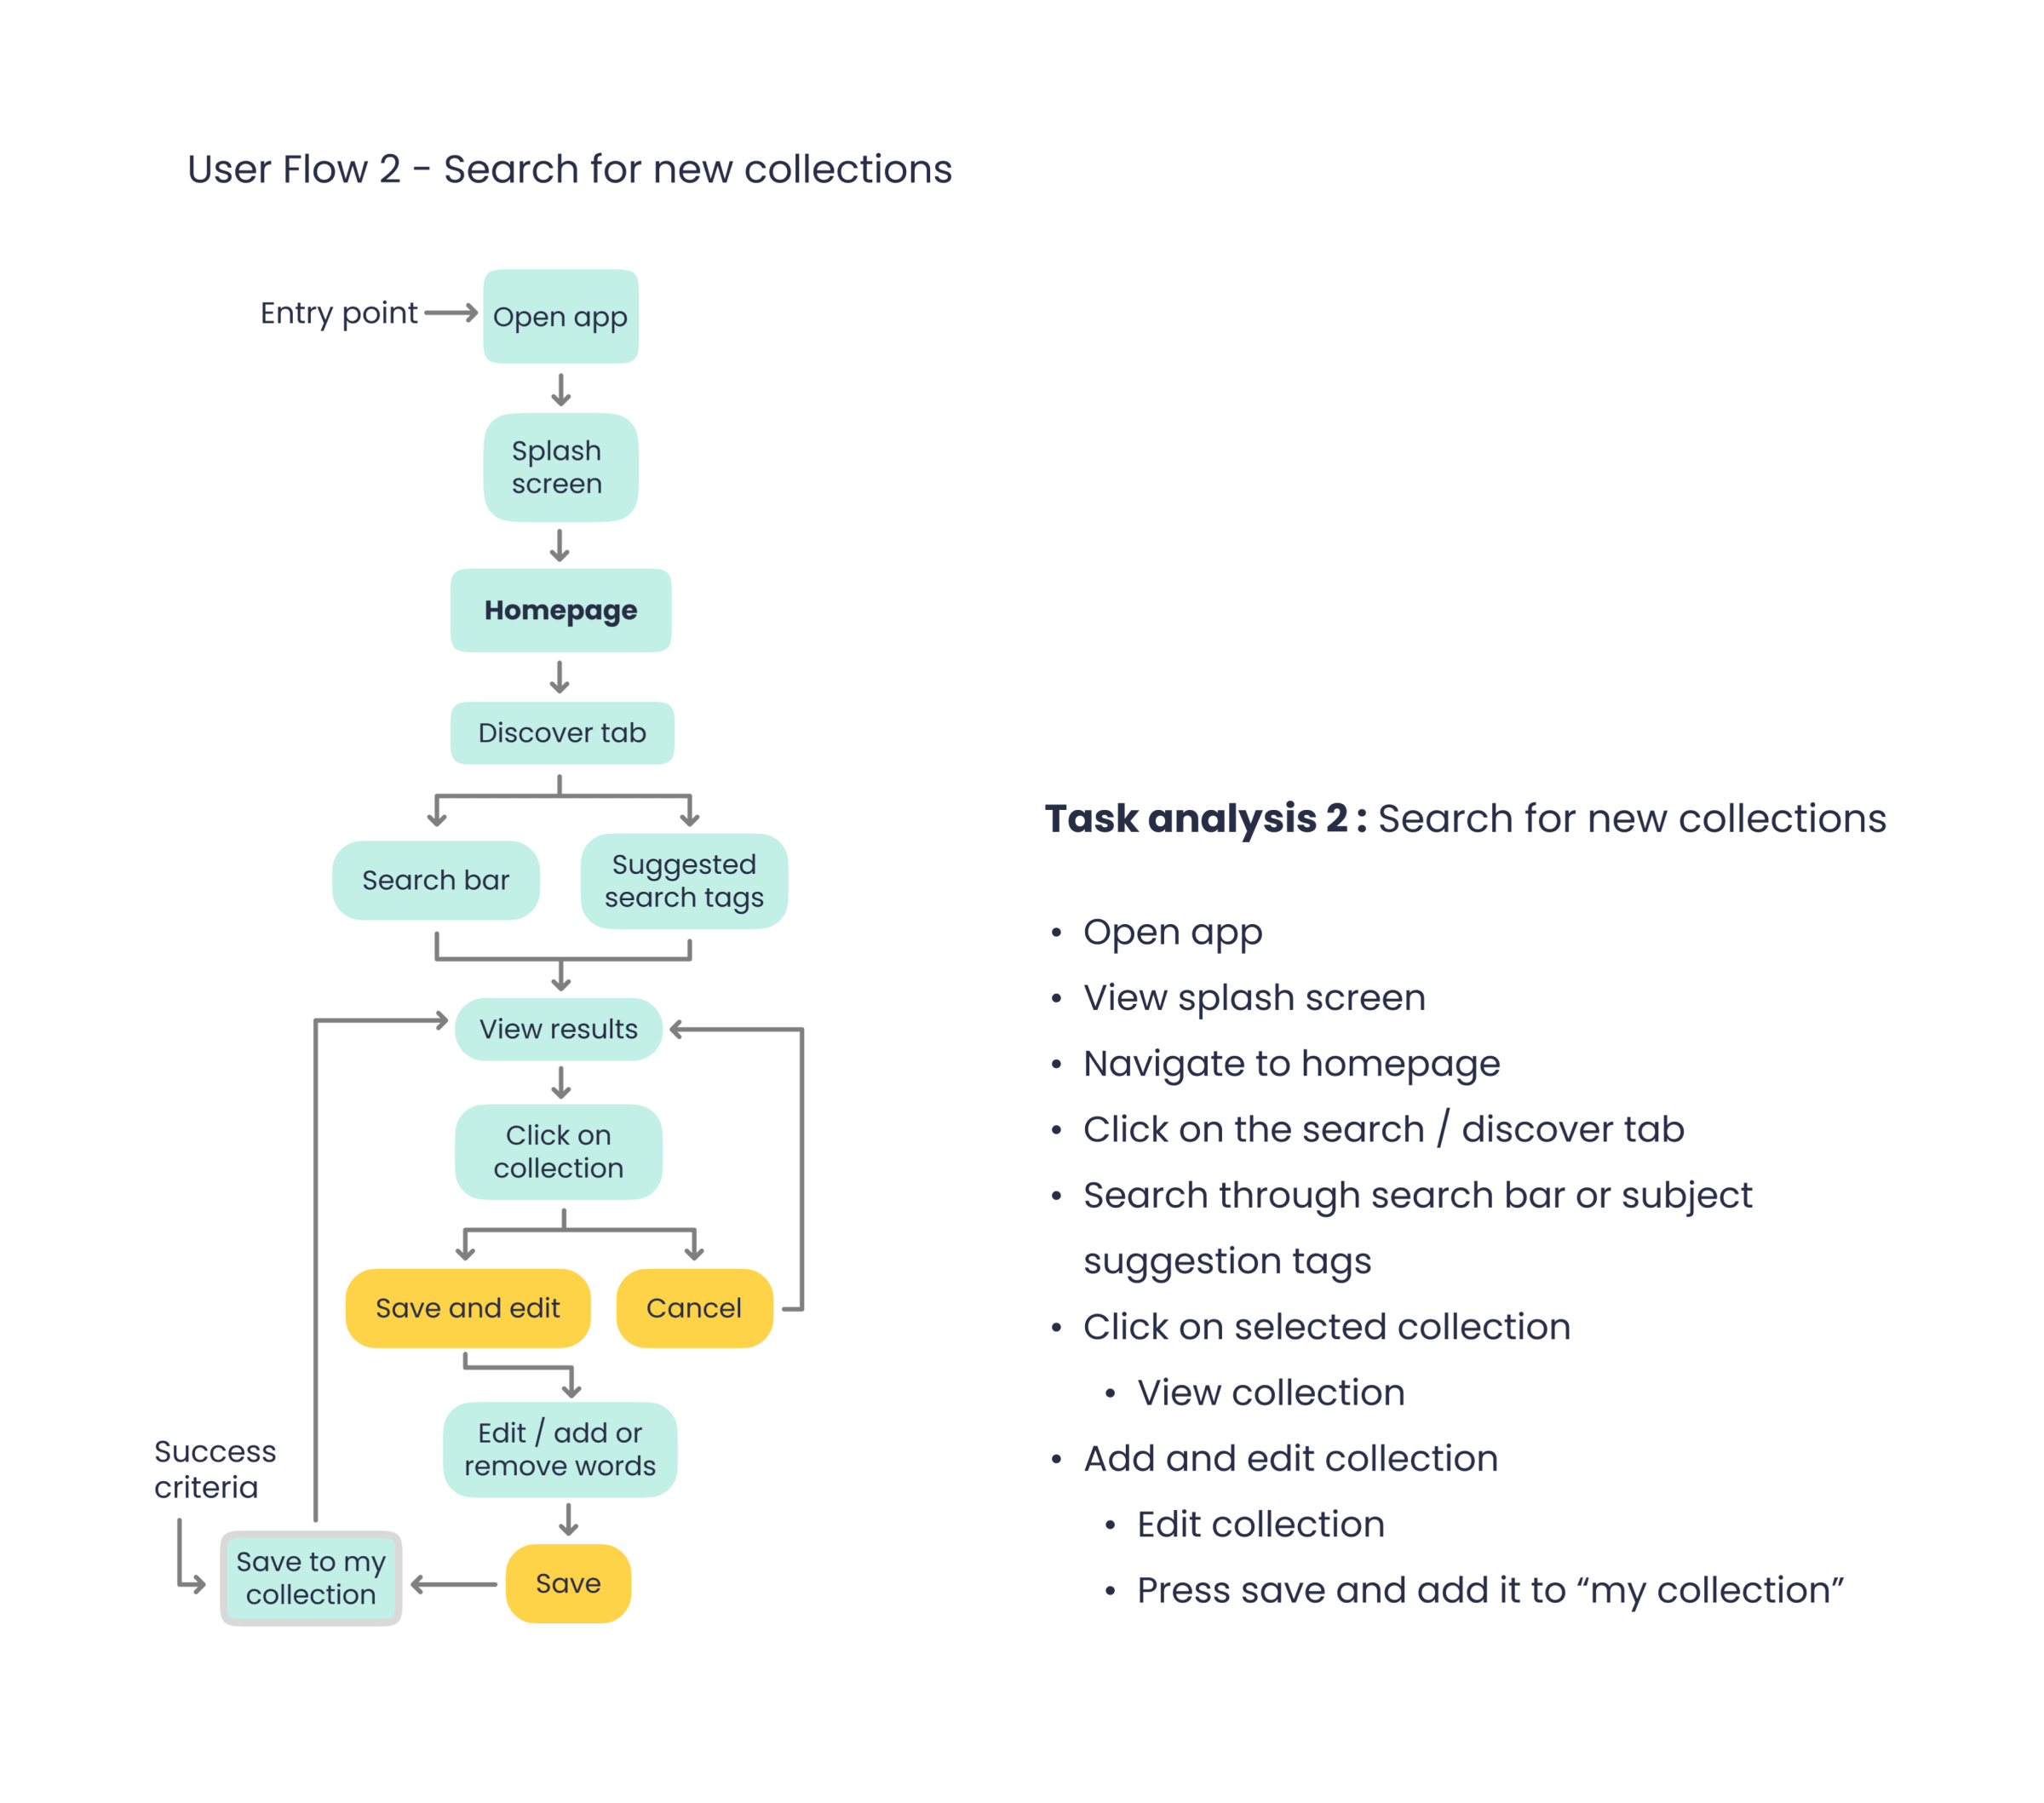 User Flow 2 - Search for new collections
Entry point
Open app
Splash
screen
Homepage
Discover tab
Search bar
Suggested
search tags
View results
Click on
collection
Save and edit
Cancel
Edit / add or
remove words
Success
criteria
Save to my
collection
Save
Task analysis 2 : Search for new collections
• Open app
• View splash screen
• Navigate to homepage
• Click on the search / discover tab
• Search through search bar or subject
suggestion tags
• Click on selected collection
• View collection
• Add and edit collection
• Edit collection
• Press save and add it to “my collection”